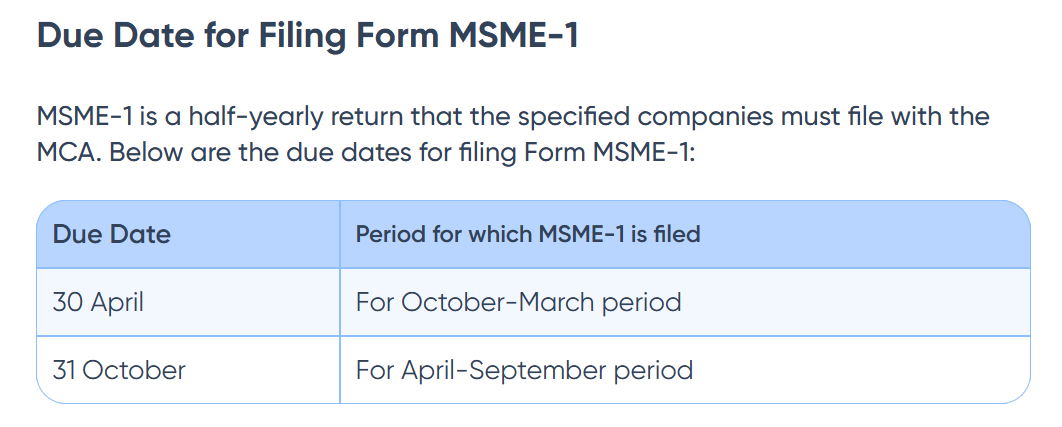 Due Date for Filing Form MSME-1
MSME-1 is a half-yearly return that the specified companies must file with the
MCA. Below are the due dates for filing Form MSME-1:
Due Date Period for which MSME-1 is filed
30 April For October-March period
31 October For April-September period